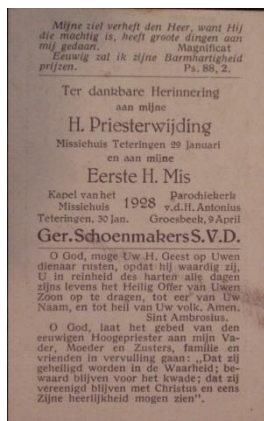 Mijne ziel verheft den Heer, want Hij
die machtig is, heeft groote dingen aan
mij gedaan. Magnificat
Eeuwig zal ik zijne Barmhartigheid
prijzen. Ps. 88, 2.
Ter dankbare Herinnering
aan mijne
H. Priesterwijding
Missiehuis Teteringen 29 Januari
en aan mijne
Eerste H. Mis
Kapel van het Missiehuis Teteringen, 30 Jan.
1928
Parochiekerk v.d. H. Antonius Groesbeek, 9 April
Ger. Schoenmakers S.V.D.
O God, moge Uw H. Geest op Uwen
dienaar rusten, opdat hij waardig zij,
U in reinheid des harten alle dagen
zijns levens het Heilig Offer van Uwen
Zoon op te dragen, tot eer van Uw
Naam, en tot heil van Uw volk. Amen.
Sint Ambrosius.
O God, laat het gebed van den
eeuwigen Hoogepriester aan mijn Va-
der, Moeder en Zusters, familie en
vrienden in vervulling gaan: „Dat zij
geheiligd worden in de Waarheid; be-
waard blijven voor het kwade; dat zij
vereenigd blijven met Christus en eens
Zijne heerlijkheid mogen zien".